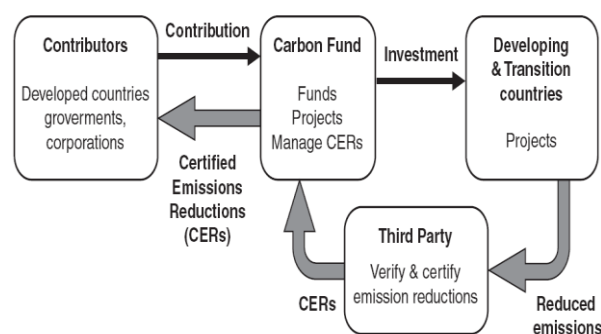 Contributors
Developed countries
groverments,
corporations
Contribution
Carbon Fund
Funds
Projects
Manage CERs
Investment
Developing
& Transition
countries
Projects
Certified
Emissions
Reductions
(CERs)
Third Party
Verify & certify
emission reductions
CERs
Reduced
emissions